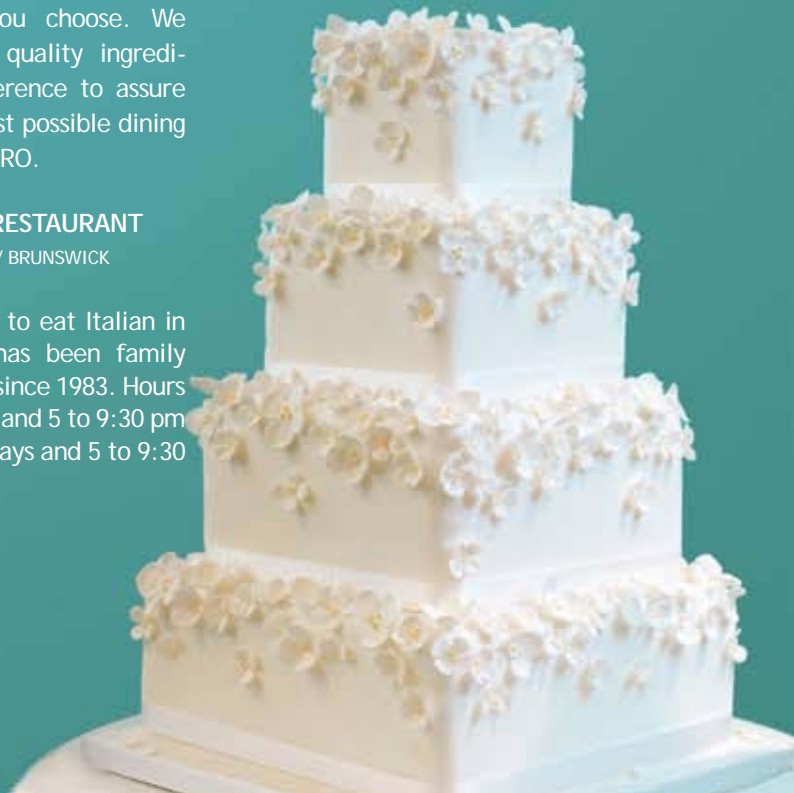 ou choose. We
quality ingredi-
erence to assure
st possible dining
RO.
RESTAURANT
/ BRUNSWICK
to eat Italian in
has been family
since 1983. Hours
and 5 to 9:30 pm
ays and 5 to 9:30